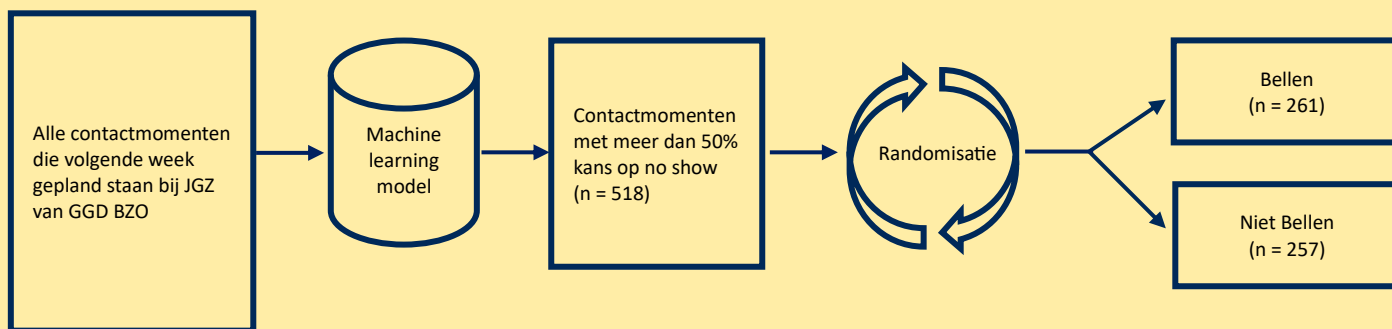 Alle contactmomenten
die volgende week
gepland staan bij JGZ
van GGD BZO
Machine
learning
model
Contactmomenten
met meer dan 50%
kans op no show
(n = 518)
Randomisatie
Bellen
(n = 261)
Niet Bellen
(n = 257)